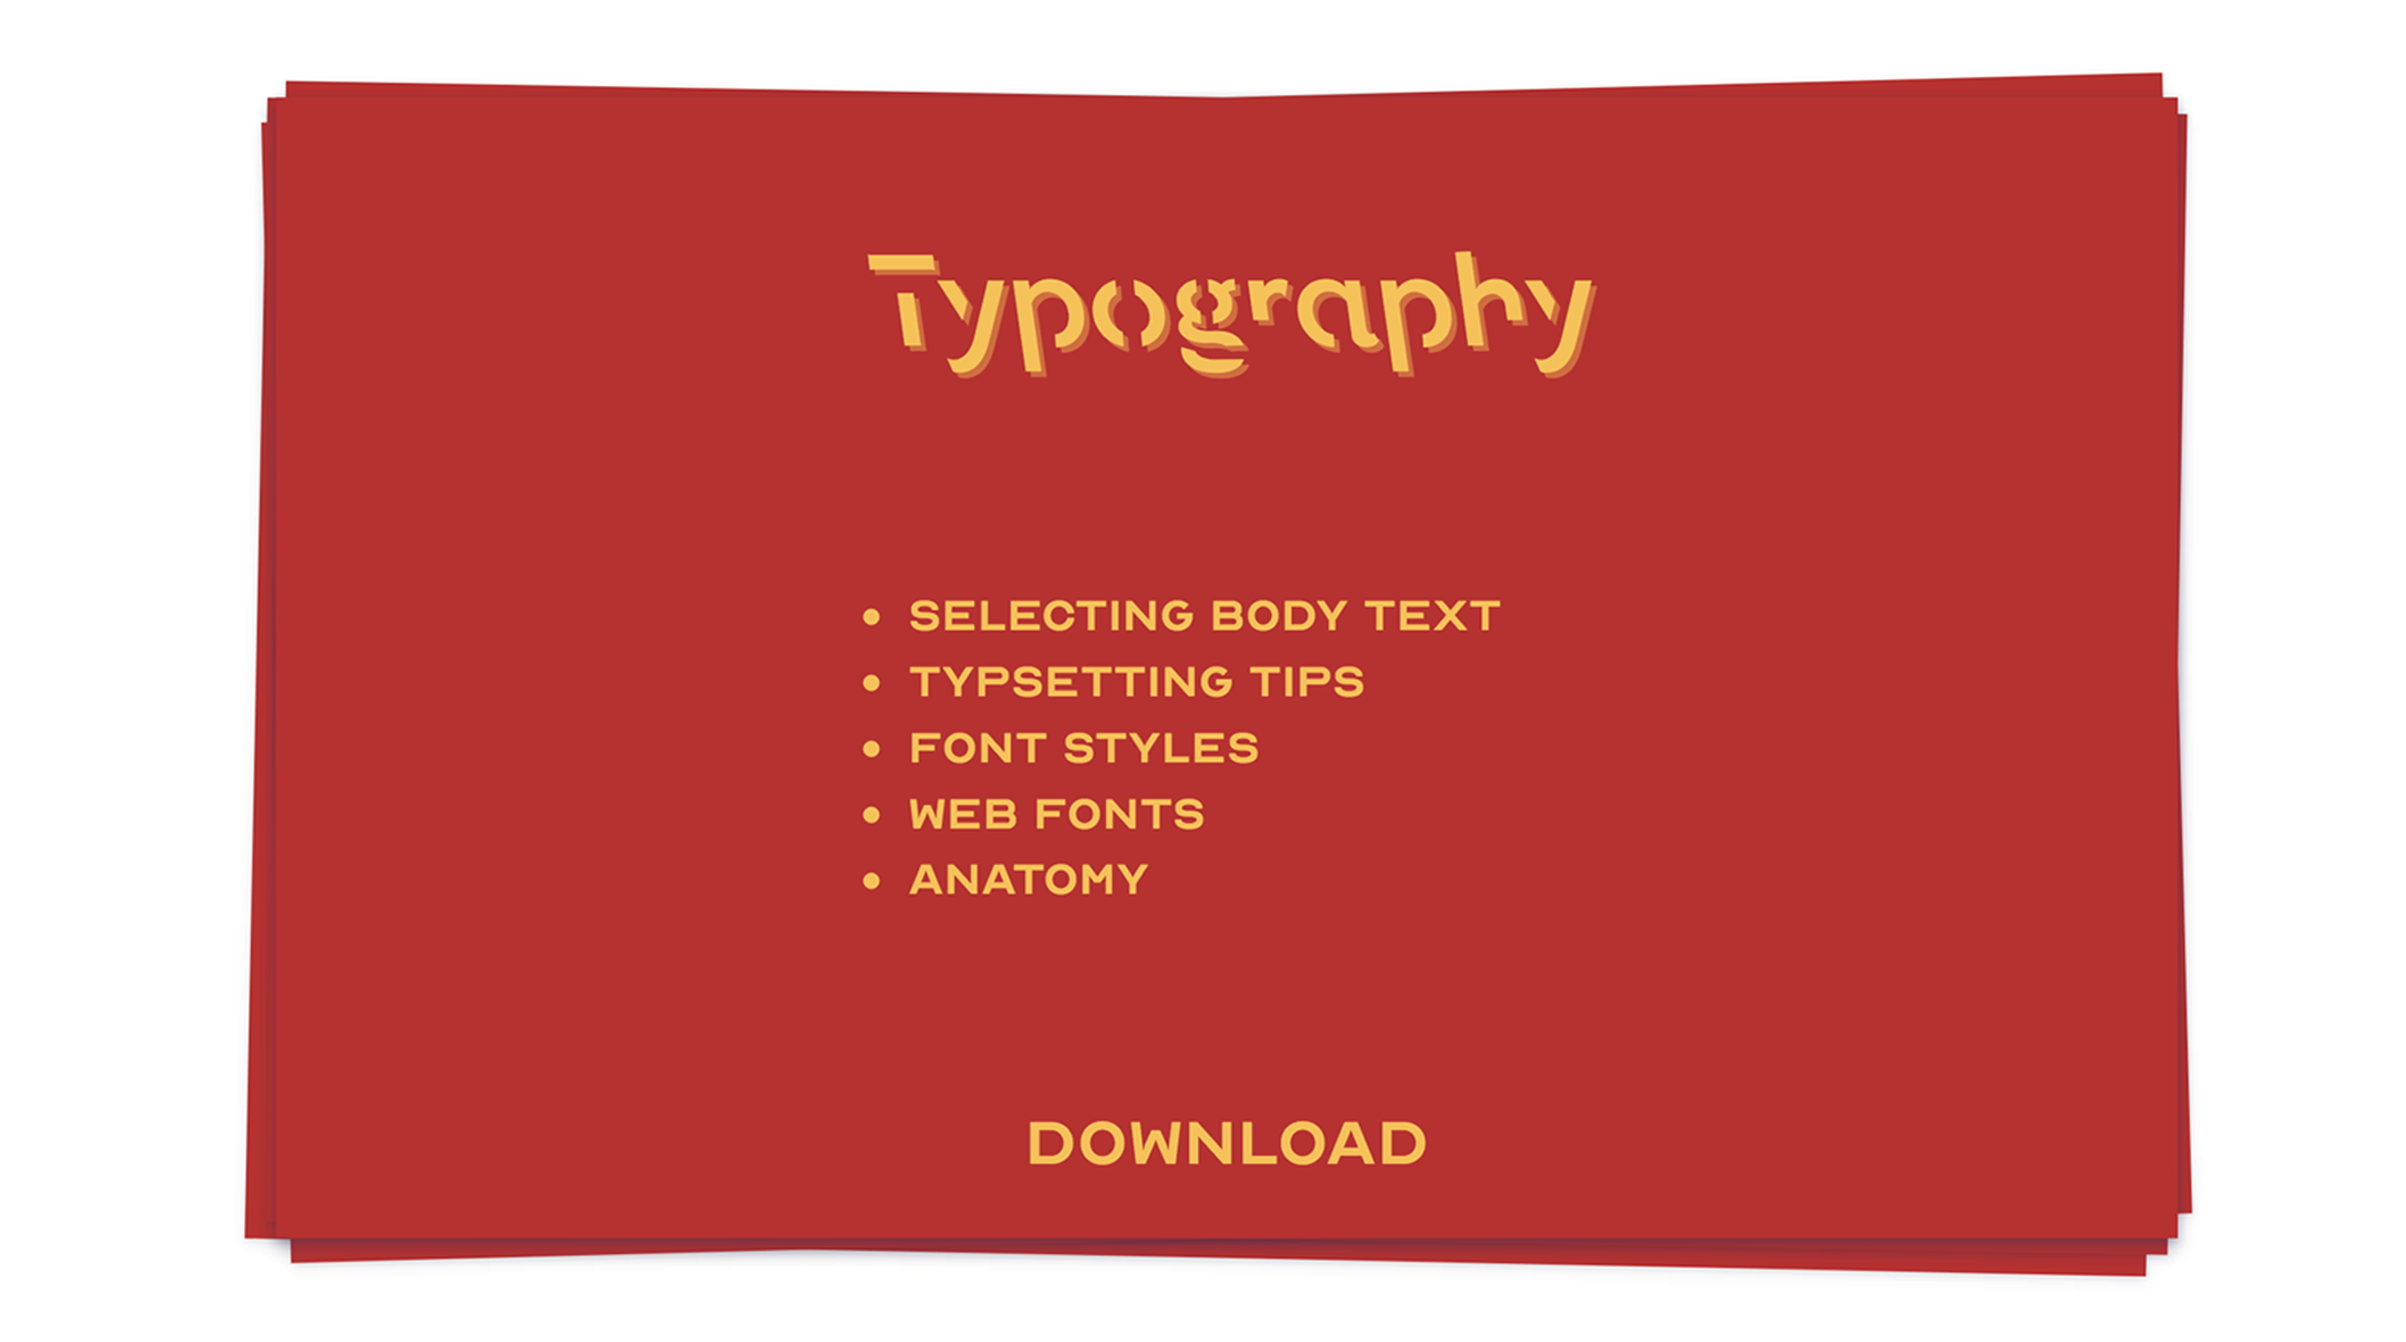 Typography
• SELECTING BODY TEXT
• TYPSETTING TIPS
• FONT STYLES
• WEB FONTS
• ANATOMY
DOWNLOAD